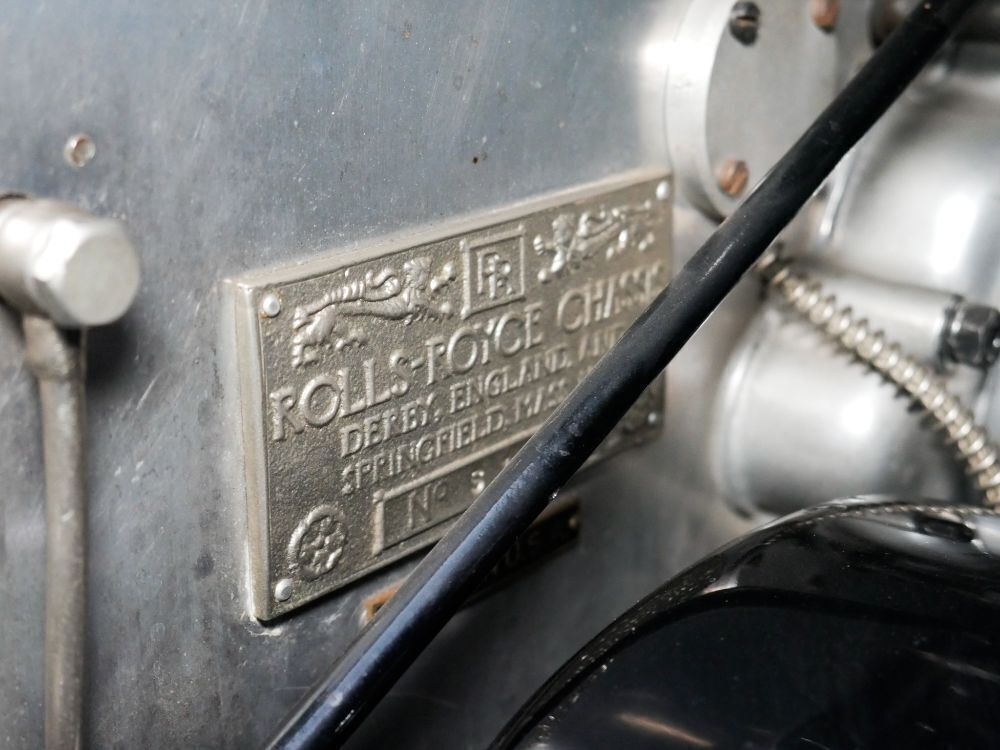 RR
ROLLS-ROYCE CHASSIS
DERBY, ENGLAND, AND
SPRINGFIELD, MASS.
No S